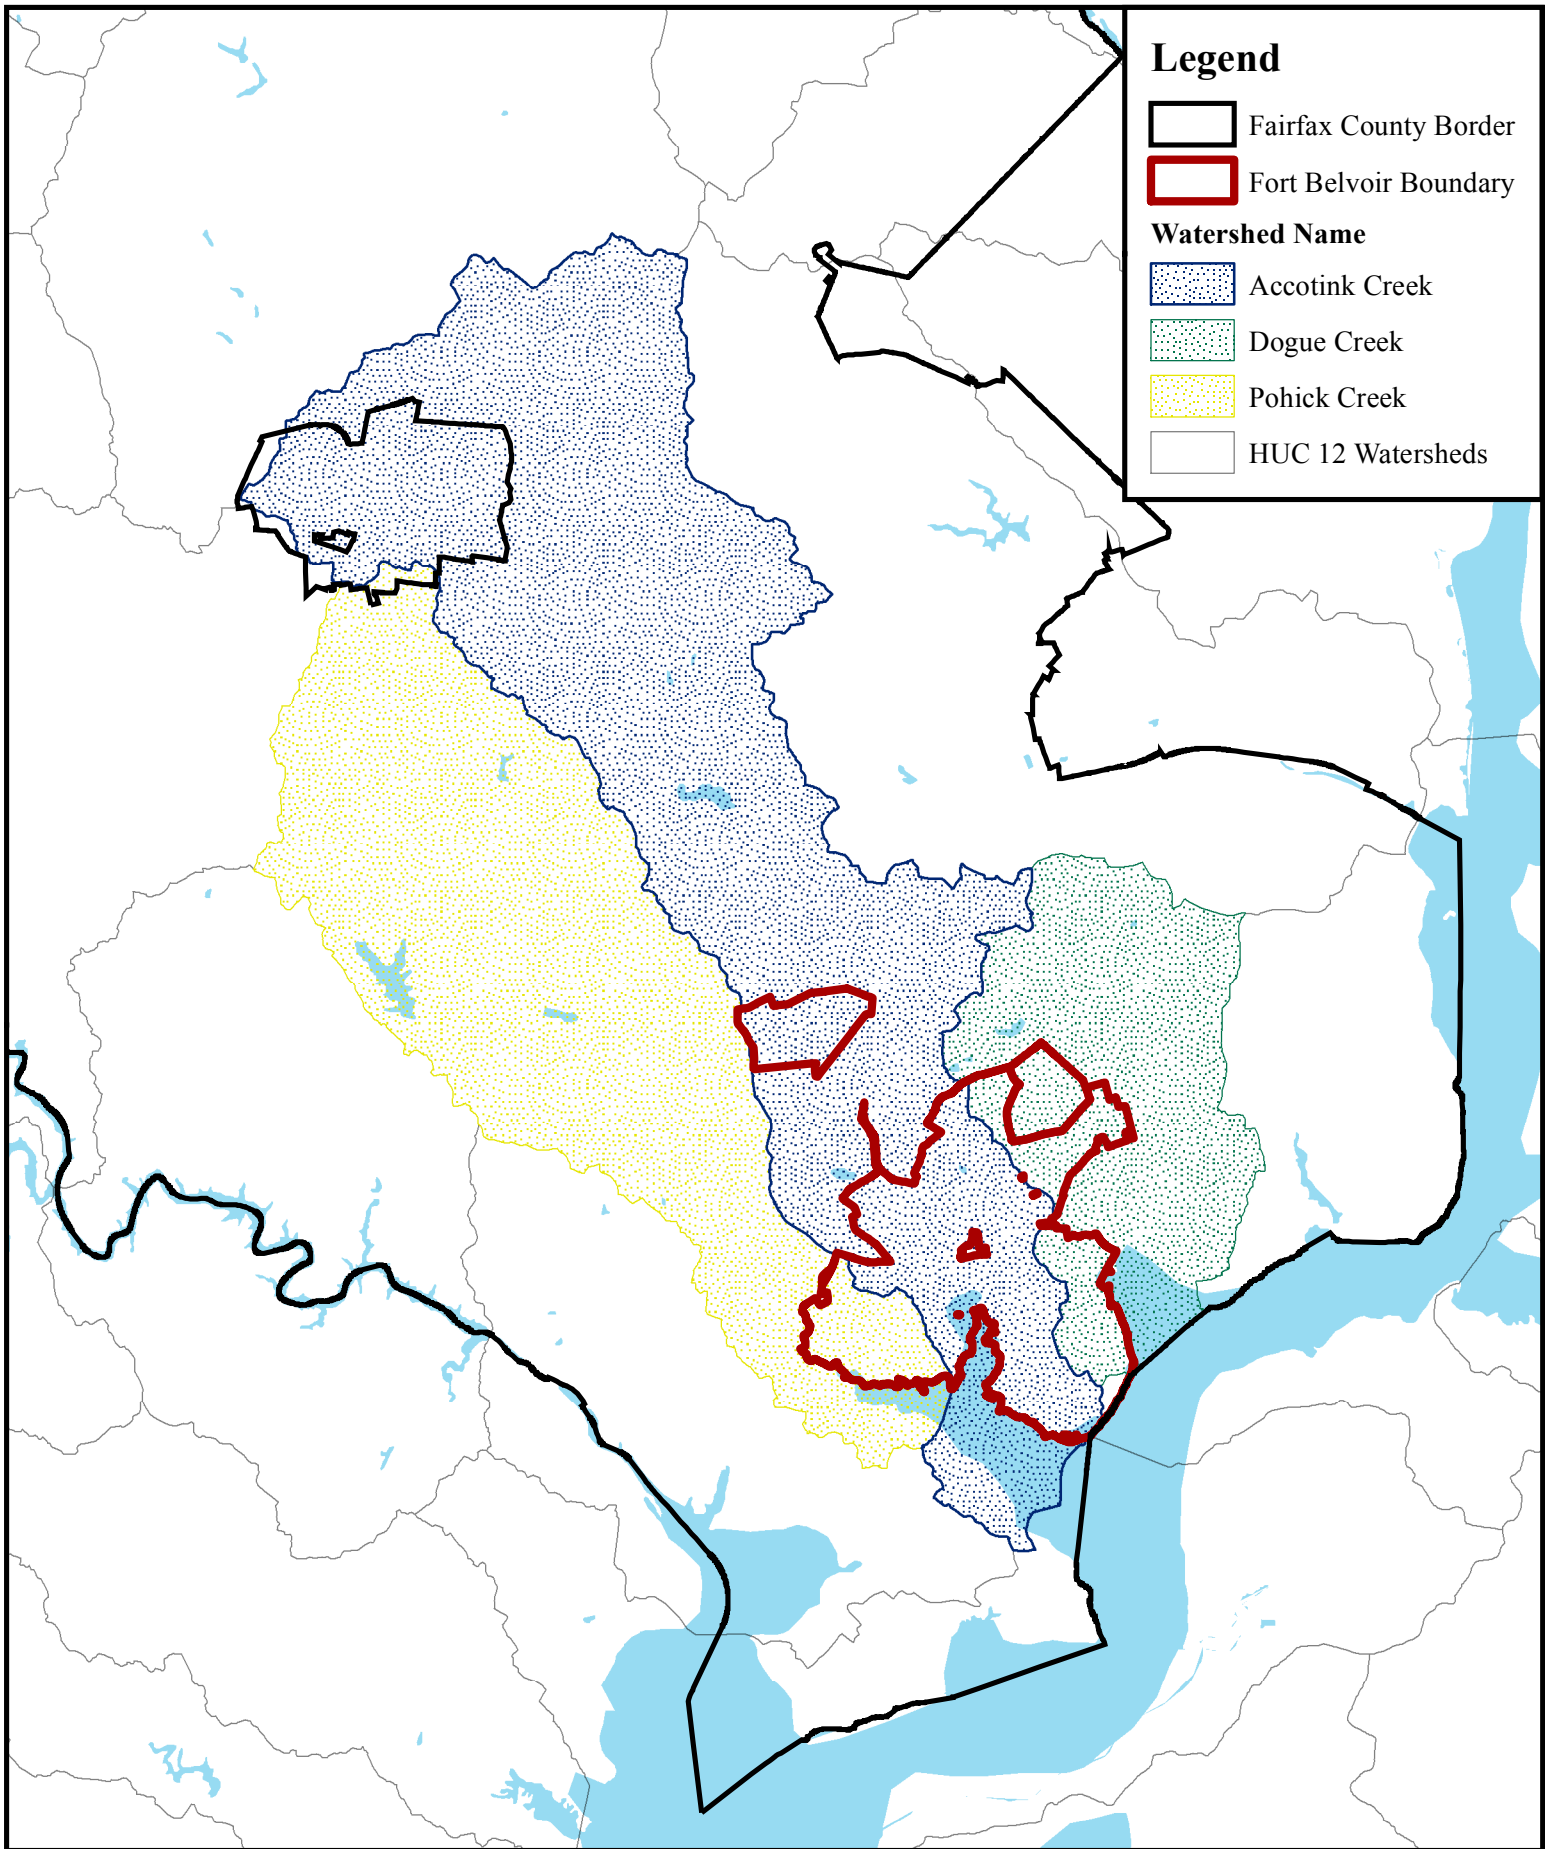 Legend
Fairfax County Border
Fort Belvoir Boundary
Watershed Name
Accotink Creek
Dogue Creek
Pohick Creek
HUC 12 Watersheds